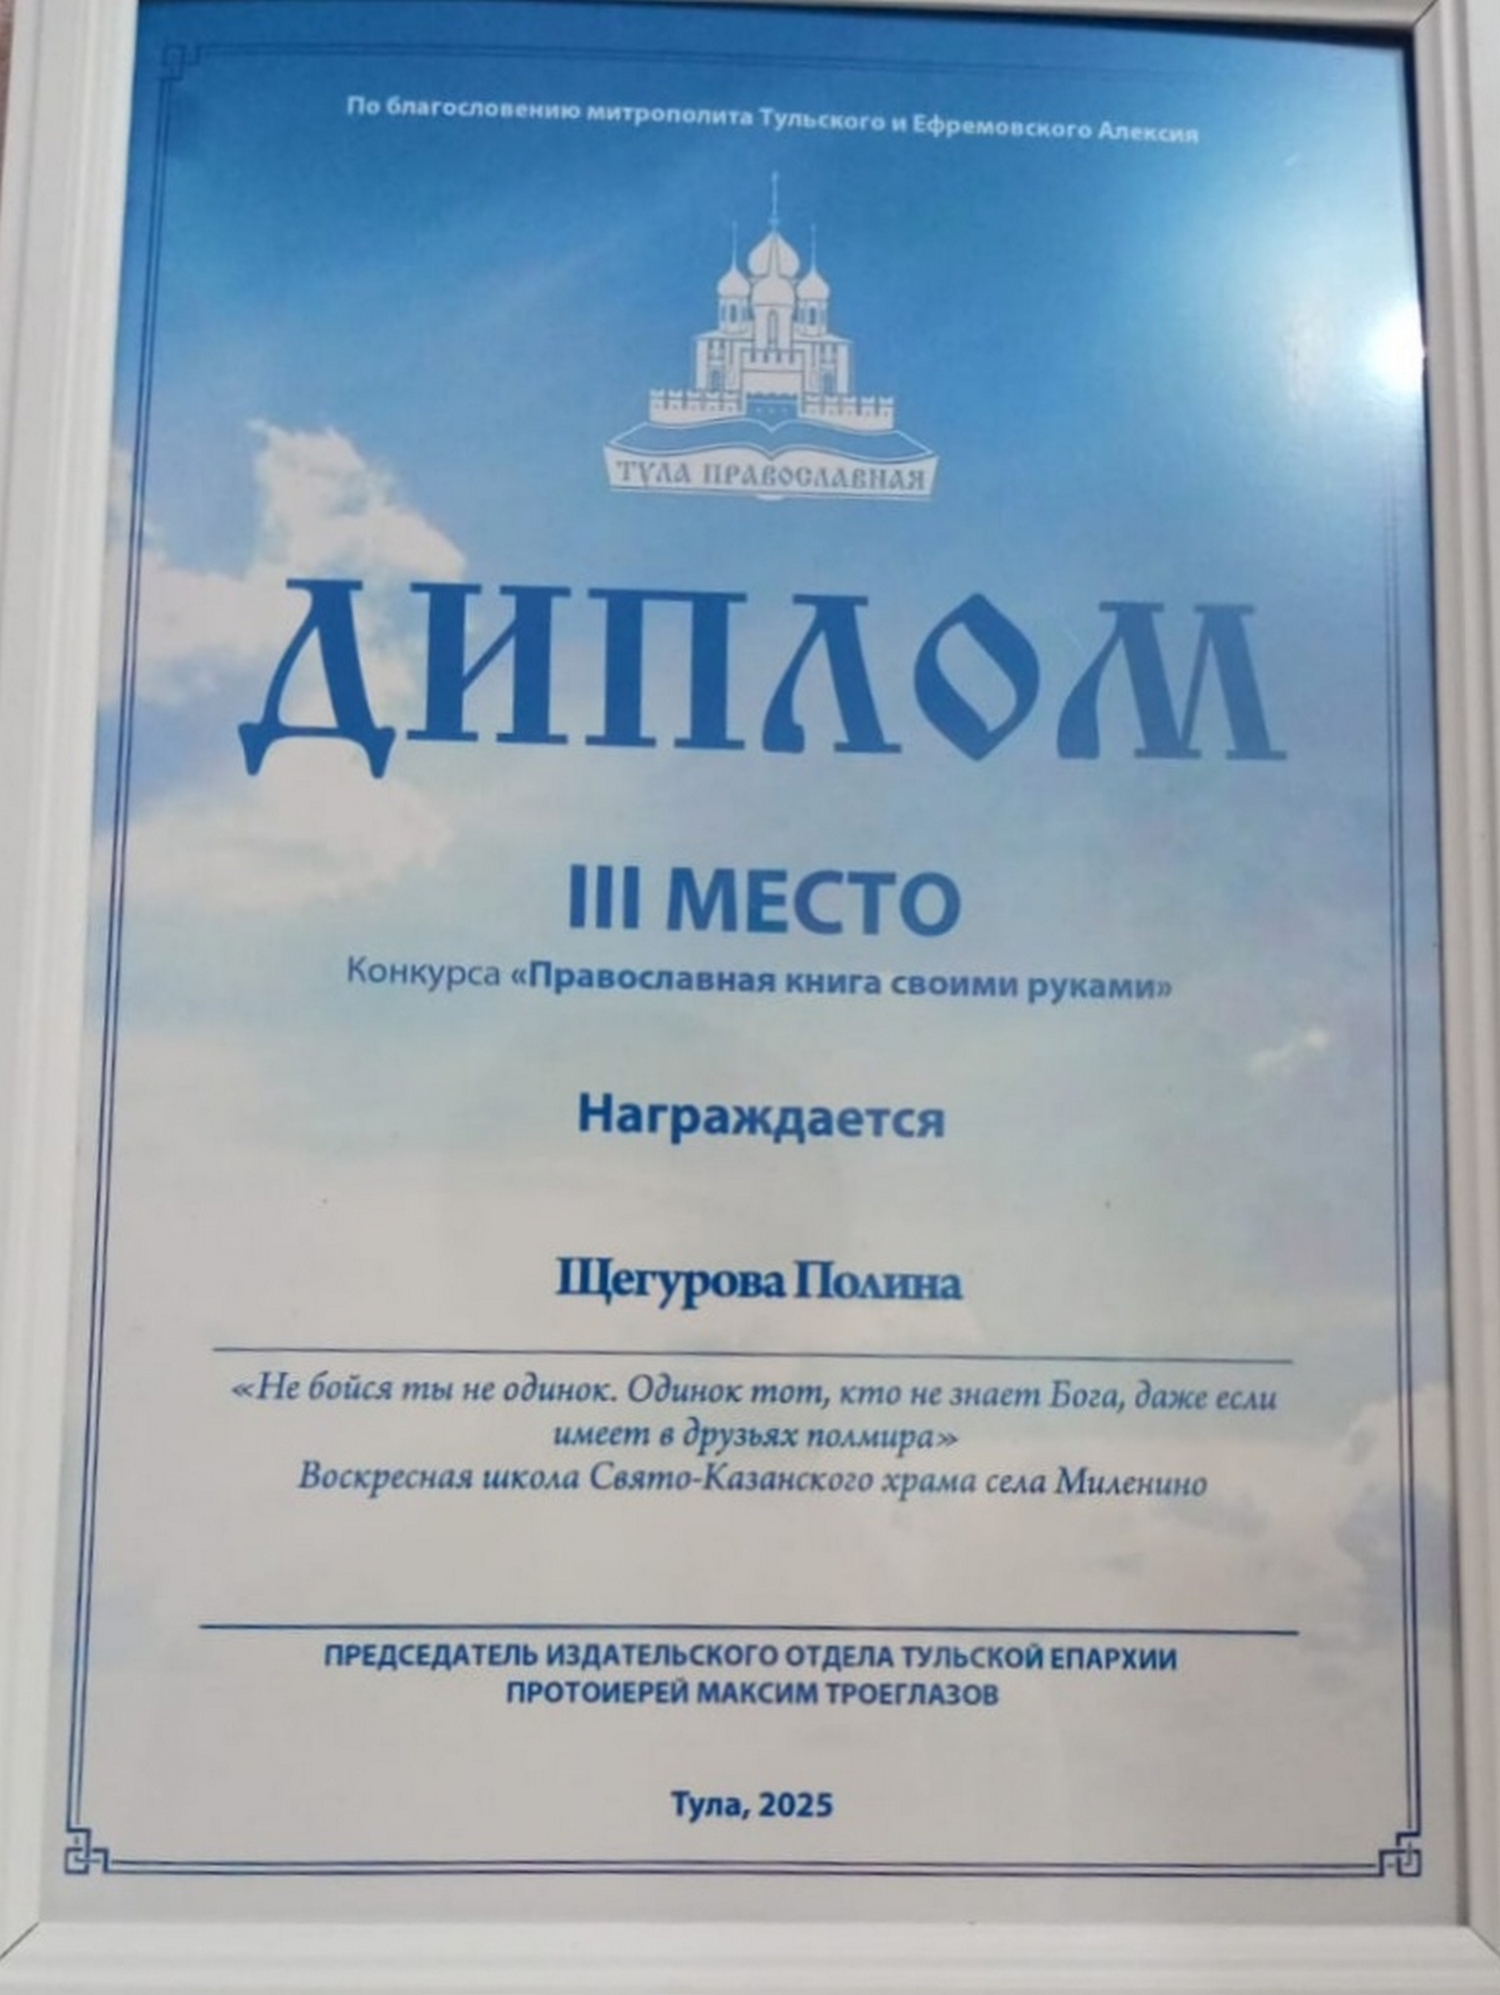 По благословению митрополита Тульского и Ефремовского Алексия
ТУЛА ПРАВОСЛАВНАЯ
ДИПЛОМ
III МЕСТО
Конкурса «Православная книга своими руками»
Награждается
Щегурова Полина
«Не бойся ты не одинок. Одинок тот, кто не знает Бога, даже если
имеет в друзьях полмира»
Воскресная школа Свято-Казанского храма села Миленино
ПРЕДСЕДАТЕЛЬ ИЗДАТЕЛЬСКОГО ОТДЕЛА ТУЛЬСКОЙ ЕПАРХИИ
ПРОТОИЕРЕЙ МАКСИМ ТРОЕГЛАЗОВ
Тула, 2025